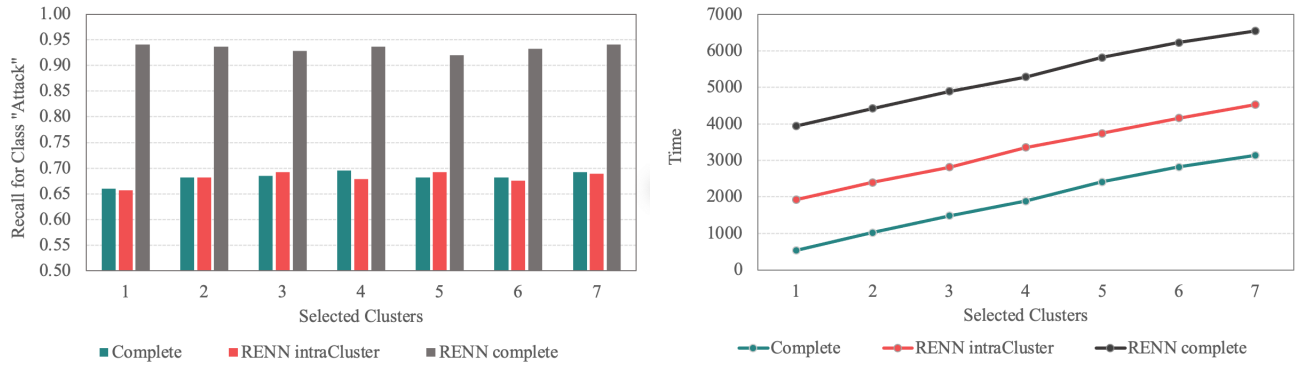 1.00
0.95
0.90
0.85
0.80
0.75
0.70
0.65
0.60
0.55
0.50
Recall for Class "Attack"
1 2 3 4 5 6 7
Selected Clusters
Complete RENN intraCluster RENN complete
7000
6000
5000
4000
3000
2000
1000
0
Time
1 2 3 4 5 6 7
Selected Clusters
Complete RENN intraCluster RENN complete